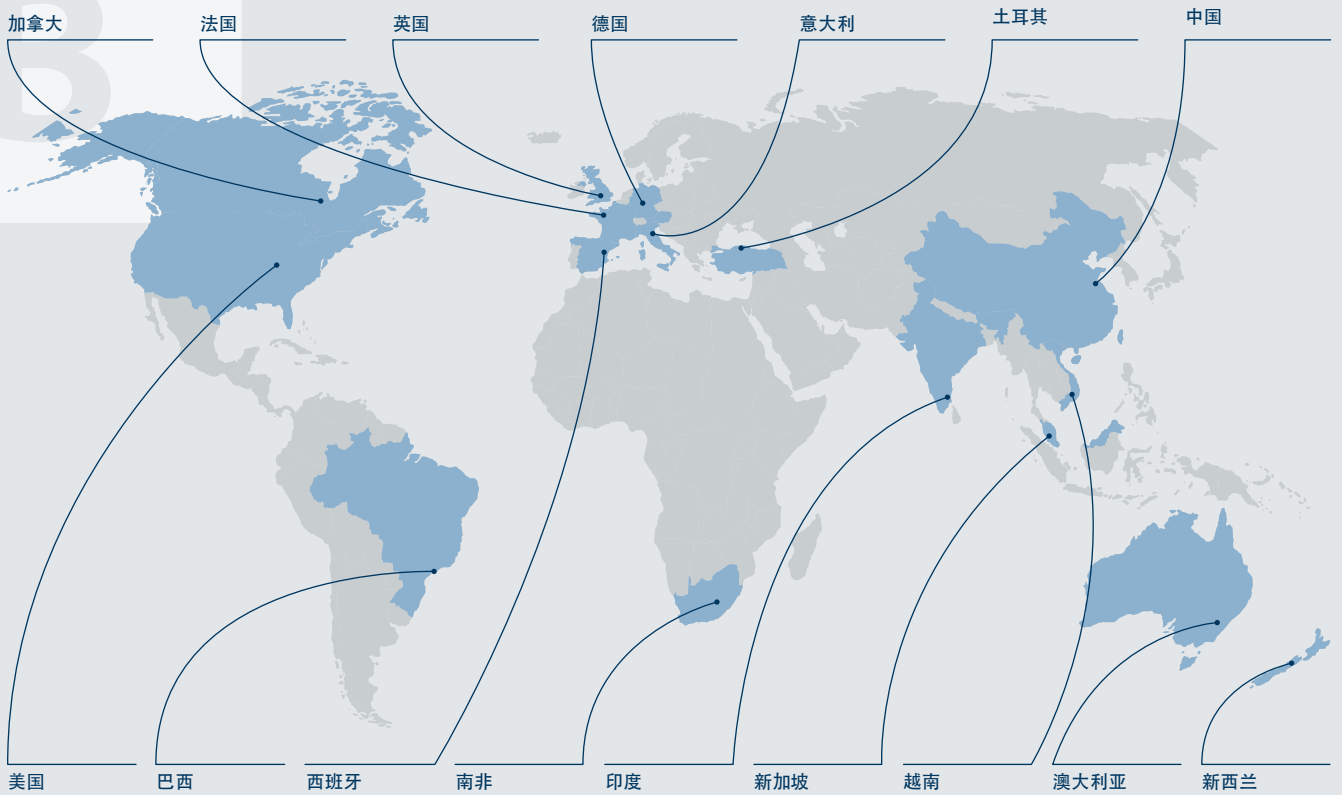 3
加拿大
法国
英国
德国
意大利
土耳其
中国
美国
巴西
西班牙
南非
印度
新加坡
越南
澳大利亚
新西兰